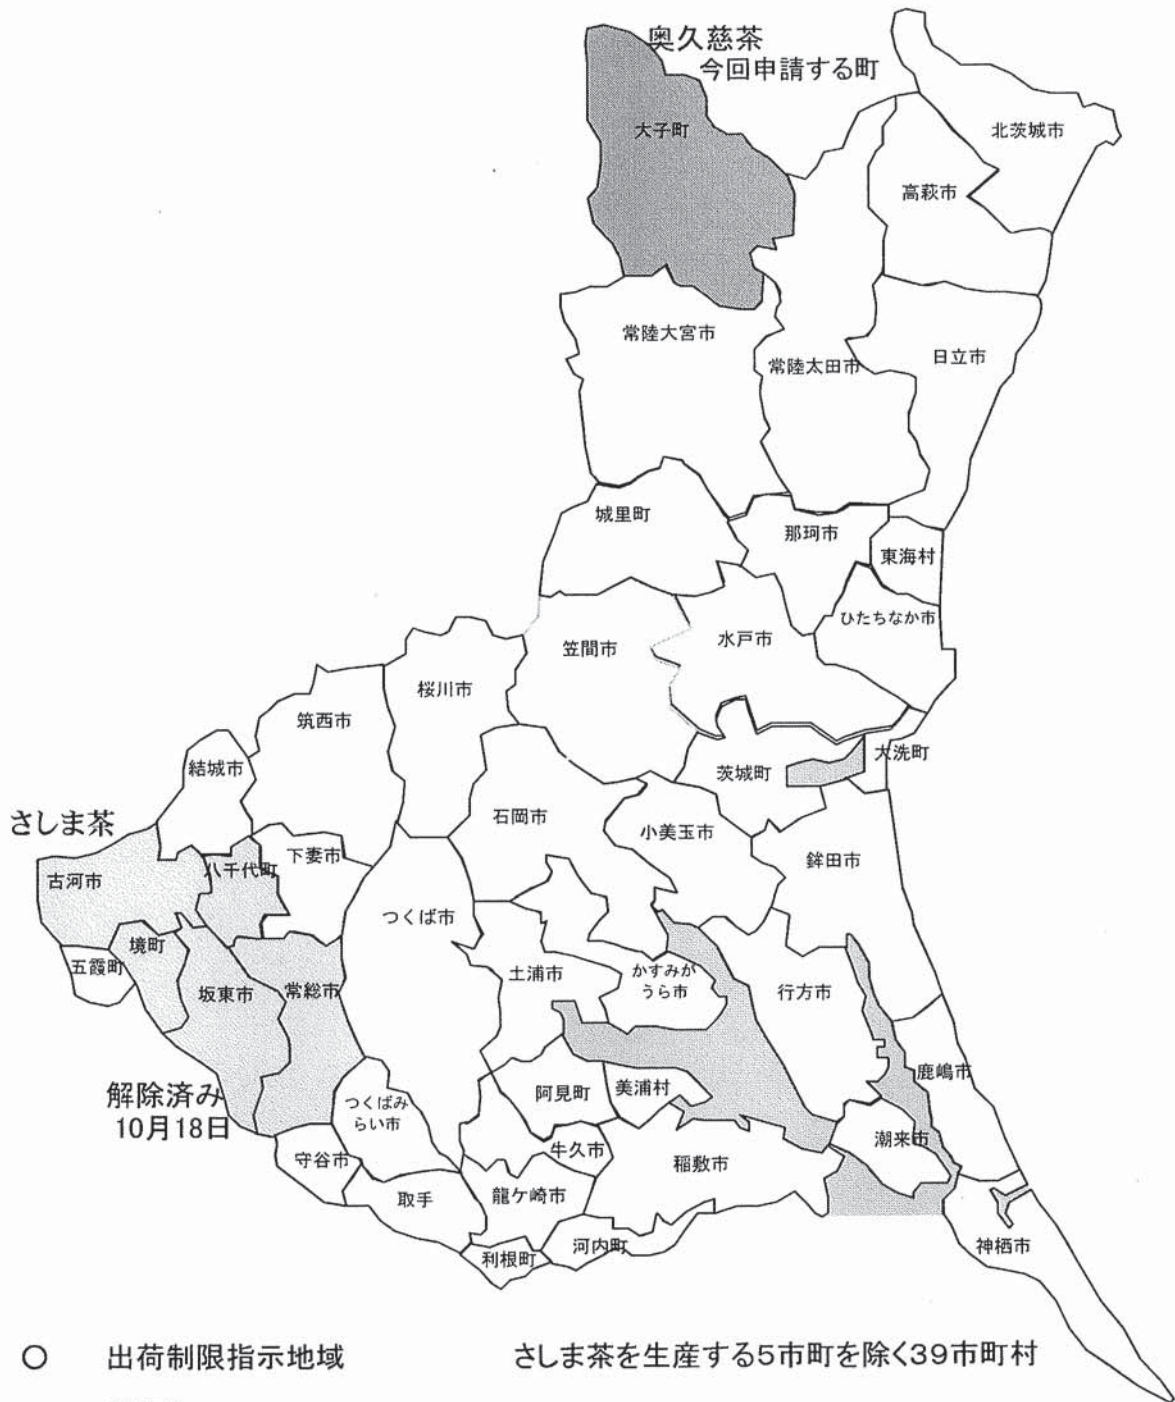 奥久慈茶
今回申請する町
大子町
北茨城市
高萩市
常陸大宮市
常陸太田市
日立市
城里町
那珂市
東海村
ひたちなか市
水戸市
笠間市
桜川市
筑西市
結城市
茨城町
大洗町
さしま茶
石岡市
小美玉市
鉾田市
下妻市
八千代町
古河市
つくば市
境町
五霞町
坂東市
常総市
土浦市
かすみが
うら市
行方市
鹿嶋市
解除済み
10月18日
つくばみ
らい市
阿見町
美浦村
潮来市
守谷市
牛久市
稲敷市
取手
龍ケ崎市
利根町
河内町
神栖市
○ 出荷制限指示地域 さしま茶を生産する5市町を除く39市町村